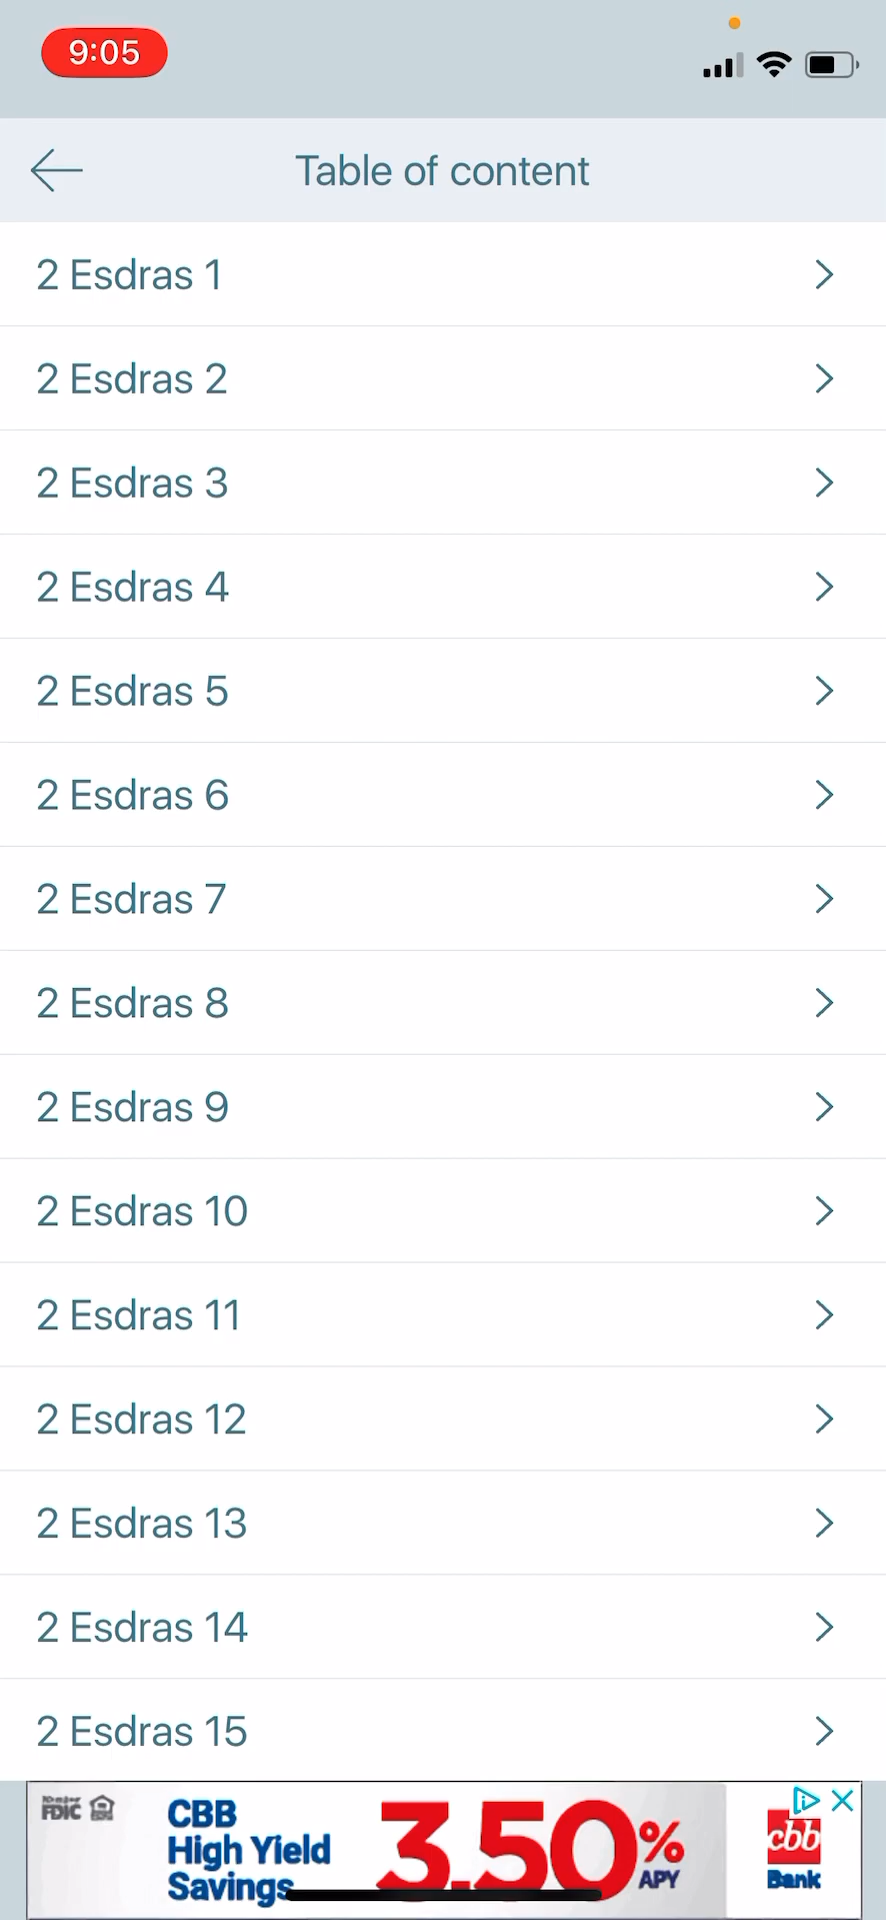 9:05
Table of content
2 Esdras 1
2 Esdras 2
2 Esdras 3
2 Esdras 4
2 Esdras 5
2 Esdras 6
2 Esdras 7
2 Esdras 8
2 Esdras 9
2 Esdras 10
2 Esdras 11
2 Esdras 12
2 Esdras 13
2 Esdras 14
2 Esdras 15
FDIC
CBB
High Yield
Savings
3.50%
APY
cbb
Bank